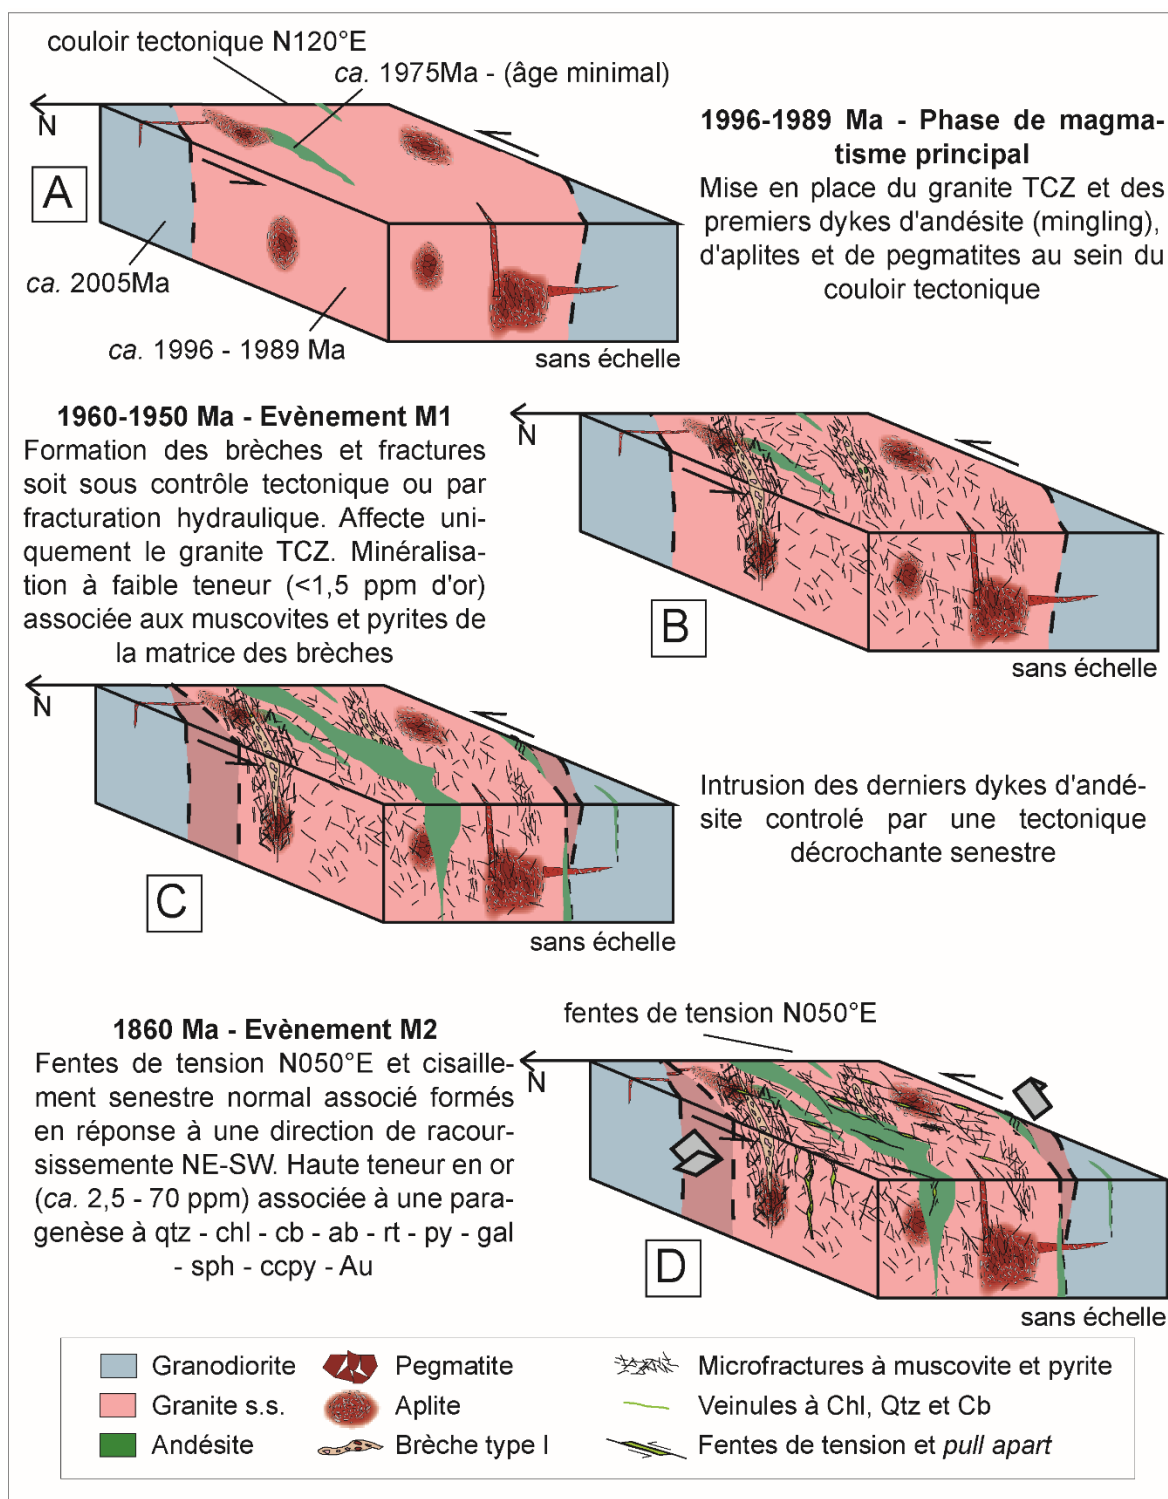 couloir tectonique N120°E
ca. 1975Ma - (âge minimal)
N
A
ca. 2005Ma
ca. 1996 - 1989 Ma
sans échelle
1996-1989 Ma - Phase de magma-
tisme principal
Mise en place du granite TCZ et des
premiers dykes d'andésite (mingling),
d'aplites et de pegmatites au sein du
couloir tectonique
1960-1950 Ma - Evènement M1
Formation des brèches et fractures
soit sous contrôle tectonique ou par
fracturation hydraulique. Affecte uni-
quement le granite TCZ. Minéralisa-
tion à faible teneur (<1,5 ppm d'or)
associée aux muscovites et pyrites de
la matrice des brèches
N
B
sans échelle
N
C
sans échelle
Intrusion des derniers dykes d'andé-
site controlé par une tectonique
décrochante senestre
1860 Ma - Evènement M2
Fentes de tension N050°E et cisaille-
ment senestre normal associé formés
en réponse à une direction de racour-
sissemente NE-SW. Haute teneur en or
(ca. 2,5 - 70 ppm) associée à une para-
genèse à qtz - chl - cb - ab - rt - py - gal
- sph - ccpy - Au
fentes de tension N050°E
N
D
sans échelle
Granodiorite
Pegmatite
Microfractures à muscovite et pyrite
Granite s.s.
Aplite
Veinules à Chl, Qtz et Cb
Andésite
Brèche type I
Fentes de tension et pull apart